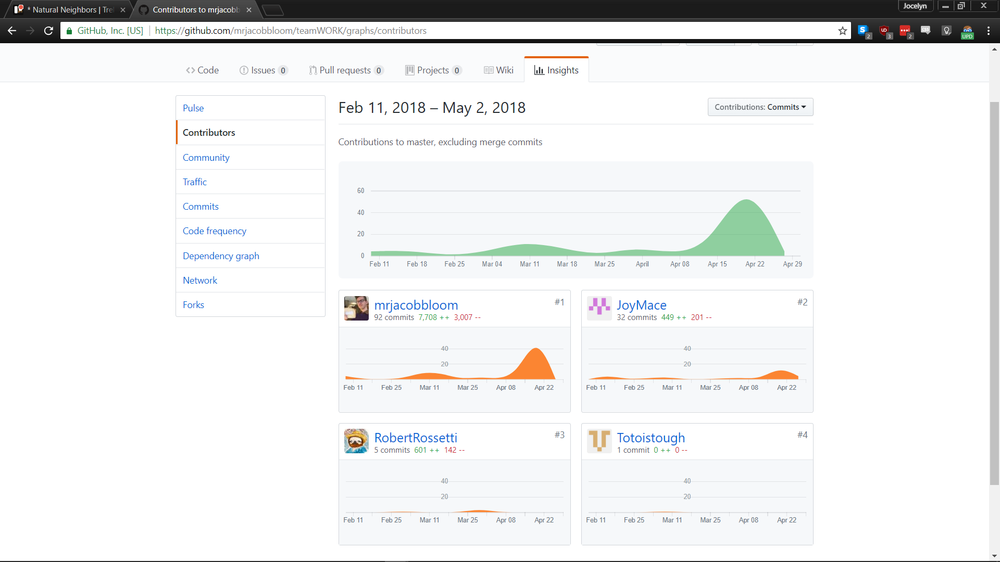 * Natural Neighbors | Trel
Contributors to mrjacobb
Jocelyn
GitHub, Inc. [US]
https://github.com/mrjacobbloom/teamWORK/graphs/contributors
2
3
2
CSS
UPD
Code
Issues 0
Pull requests 0
Projects 0
Wiki
Insights
Pulse
Contributors
Community
Traffic
Commits
Code frequency
Dependency graph
Network
Forks
Feb 11, 2018 – May 2, 2018
Contributions: Commits
Contributions to master, excluding merge commits
60
40
20
0
Feb 11 Feb 18 Feb 25 Mar 04 Mar 11 Mar 18 Mar 25 April Apr 08 Apr 15 Apr 22 Apr 29
mrjacobbloom
#1
92 commits 7,708 ++ 3,007 --
40
20
Feb 11 Feb 25 Mar 11 Mar 25 Apr 08 Apr 22
JoyMace
#2
32 commits 449 ++ 201 --
40
20
Feb 11 Feb 25 Mar 11 Mar 25 Apr 08 Apr 22
RobertRossetti
#3
5 commits 601 ++ 142 --
40
20
Feb 11 Feb 25 Mar 11 Mar 25 Apr 08 Apr 22
Totoistough
#4
1 commit 0 ++ 0 --
40
20
Feb 11 Feb 25 Mar 11 Mar 25 Apr 08 Apr 22